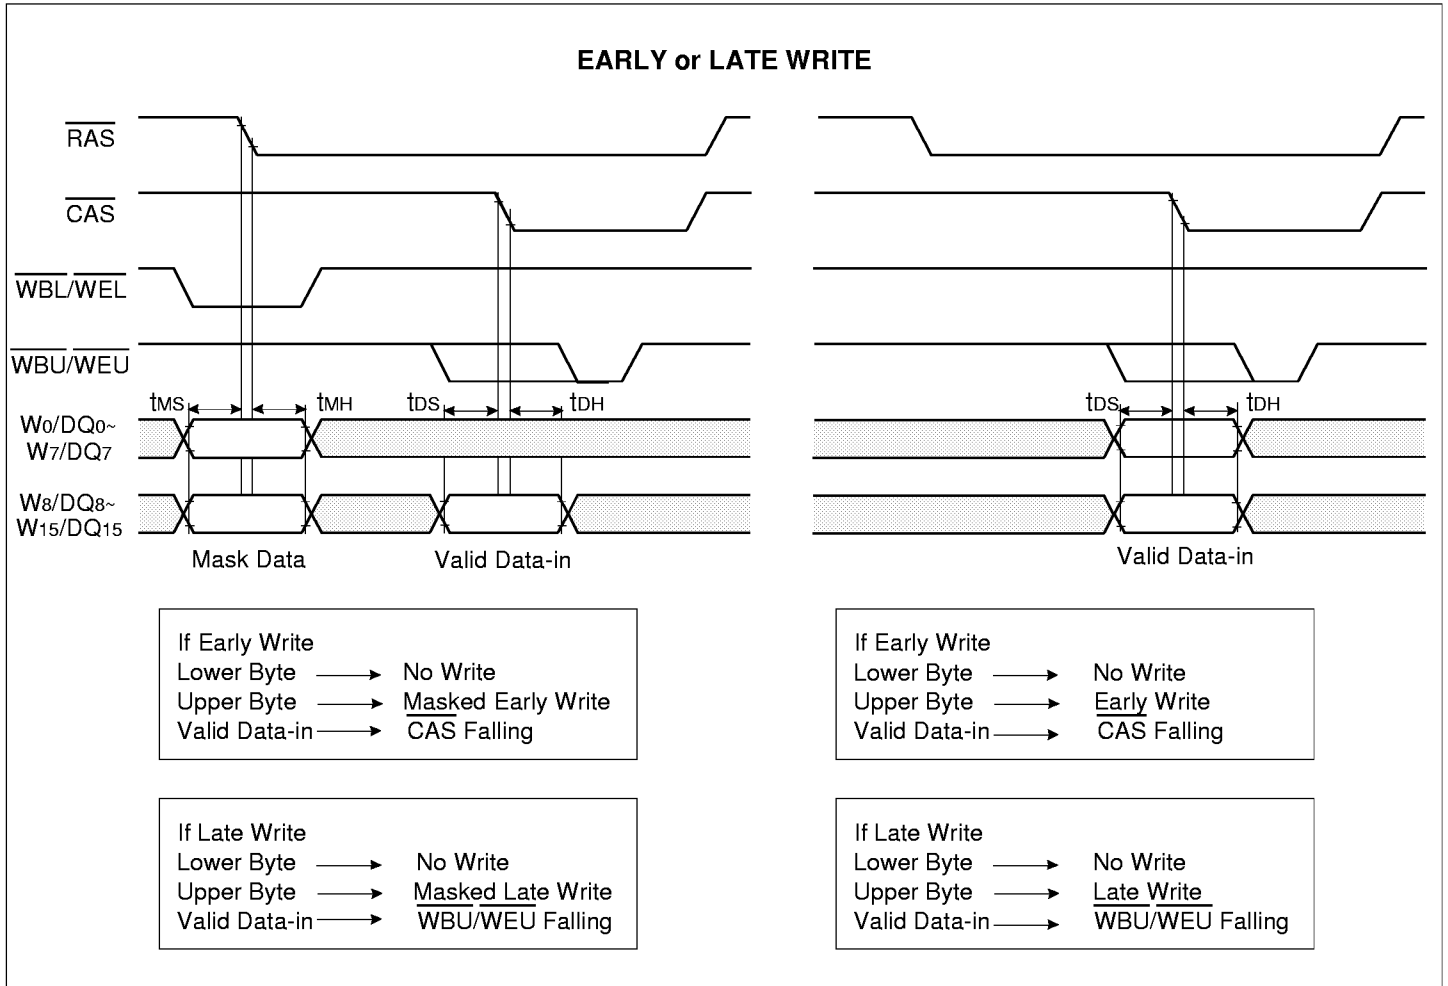 EARLY or LATE WRITE
RAS
CAS
WBL/WEL
WBU/WEU
tMS tMH tDS tDH tDS tDH
W0/DQ0~
W7/DQ7
W8/DQ8~
W15/DQ15
Mask Data Valid Data-in Valid Data-in
If Early Write
Lower Byte No Write
Upper Byte Masked Early Write
Valid Data-in CAS Falling
If Early Write
Lower Byte No Write
Upper Byte Early Write
Valid Data-in CAS Falling
If Late Write
Lower Byte No Write
Upper Byte Masked Late Write
Valid Data-in WBU/WEU Falling
If Late Write
Lower Byte No Write
Upper Byte Late Write
Valid Data-in WBU/WEU Falling